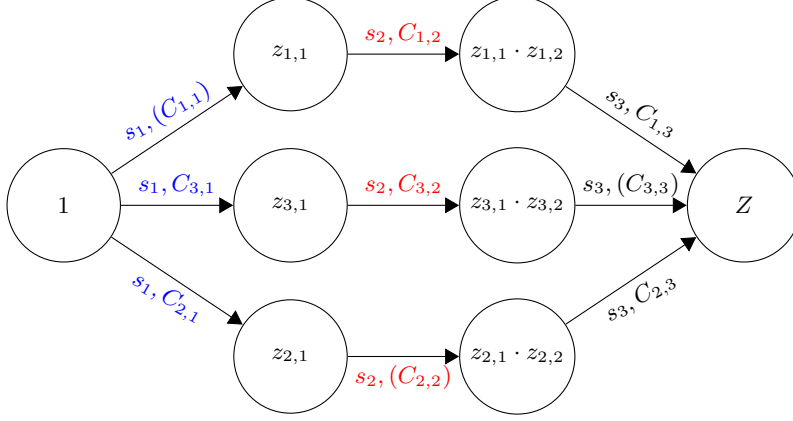 1
s₁, (C₁,₁)
z₁,₁
s₂, C₁,₂
z₁,₁ · z₁,₂
s₃, C₁,₃
s₁, C₃,₁
z₃,₁
s₂, C₃,₂
z₃,₁ · z₃,₂
s₃, (C₃,₃)
Z
s₁, C₂,₁
z₂,₁
s₂, (C₂,₂)
z₂,₁ · z₂,₂
s₃, C₂,₃